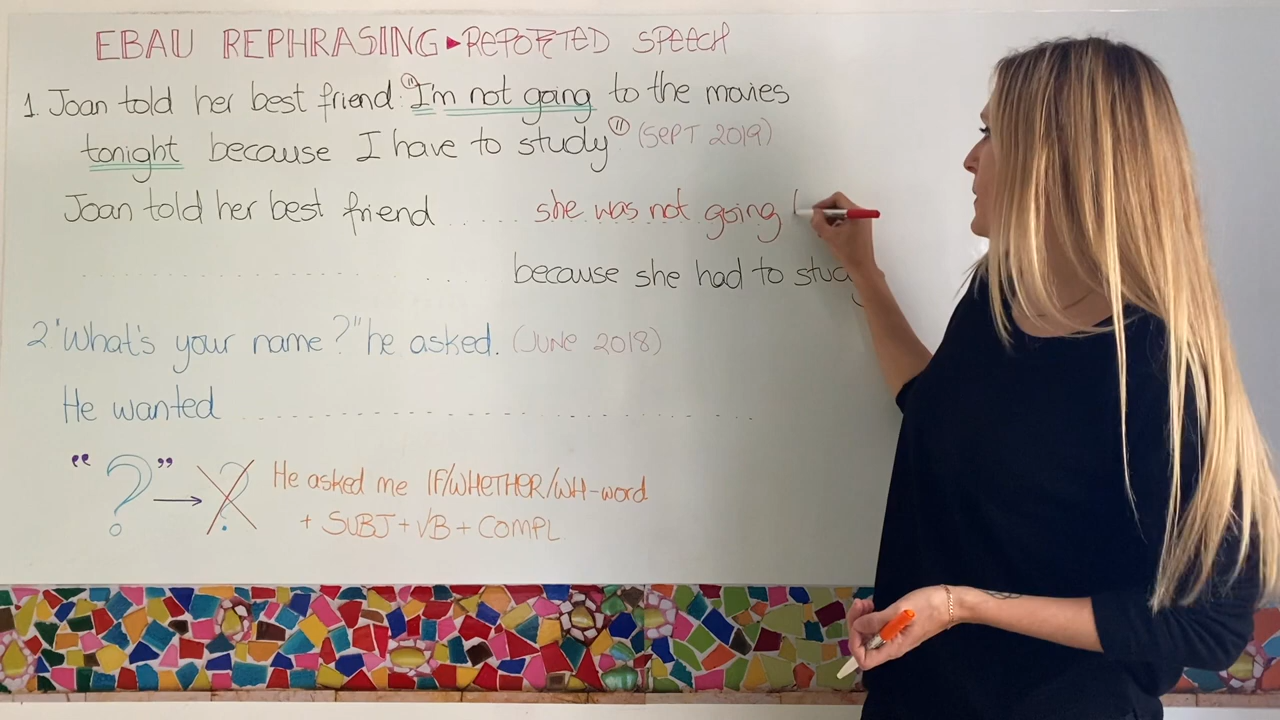 EBAU REPHRASING ▸ REPORTED SPEECH
1. Joan told her best friend: "I'm not going to the movies
tonight because I have to study" (SEPT 2019)
Joan told her best friend ..... she was not going
.................... because she had to study
2 "What's your name?" he asked. (JUNE 2018)
He wanted ..............................
" ? " → ? He asked me IF/WHETHER/WH-word
+ SUBJ + VB + COMPL